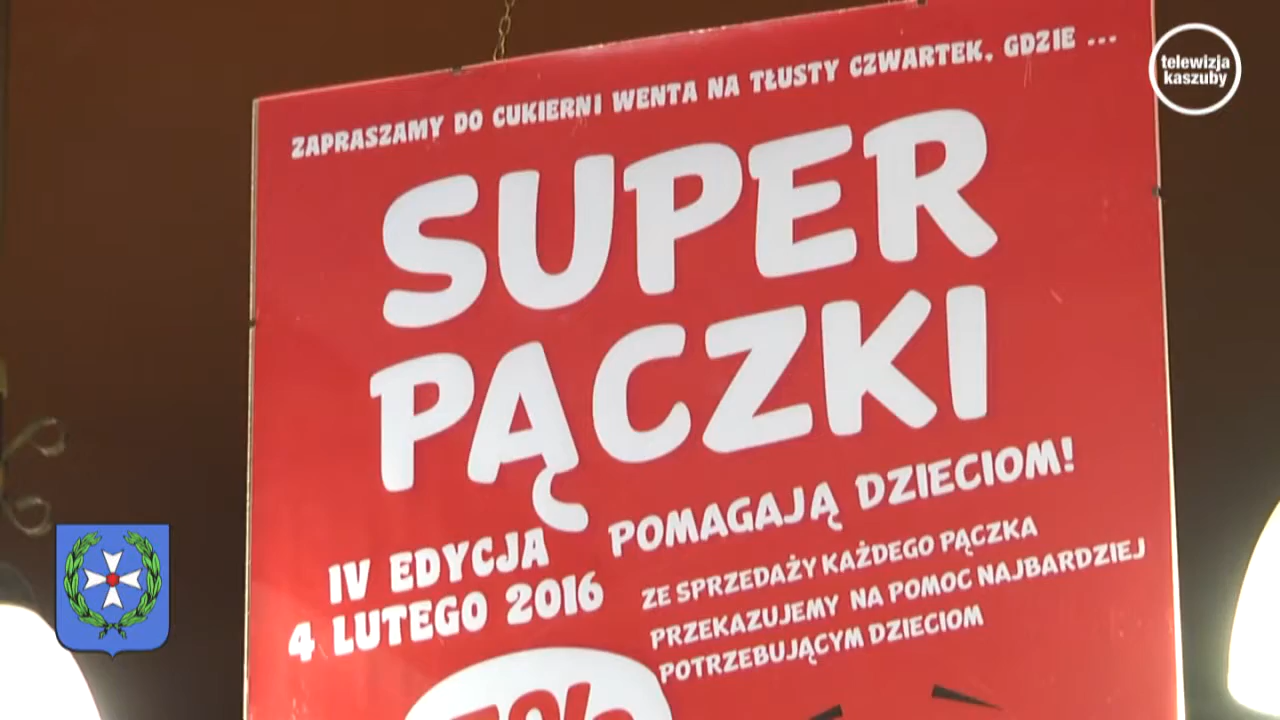 telewizja
kaszuby
ZAPRASZAMY DO CUKIERNI WENTA NA TŁUSTY CZWARTEK, GDZIE ...
SUPER
PĄCZKI
POMAGAJĄ DZIECIOM!
IV EDYCJA
4 LUTEGO 2016
ZE SPRZEDAŻY KAŻDEGO PĄCZKA
PRZEKAZUJEMY NA POMOC NAJBARDZIEJ
POTRZEBUJĄCYM DZIECIOM